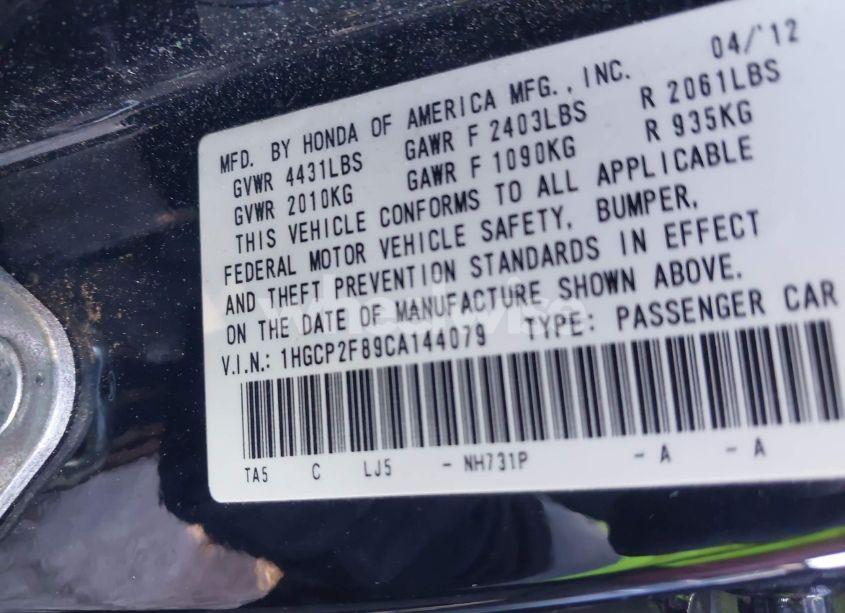 04/'12
MFD. BY HONDA OF AMERICA MFG., INC.
GVWR 4431LBS GAWR F 2403LBS R 2061LBS
GVWR 2010KG GAWR F 1090KG R 935KG
THIS VEHICLE CONFORMS TO ALL APPLICABLE
FEDERAL MOTOR VEHICLE SAFETY, BUMPER,
AND THEFT PREVENTION STANDARDS IN EFFECT
ON THE DATE OF MANUFACTURE SHOWN ABOVE.
V.I.N.: 1HGCP2F89CA144079 TYPE: PASSENGER CAR
TA5 C LJ5 - NH731P - A - A
wheelwise